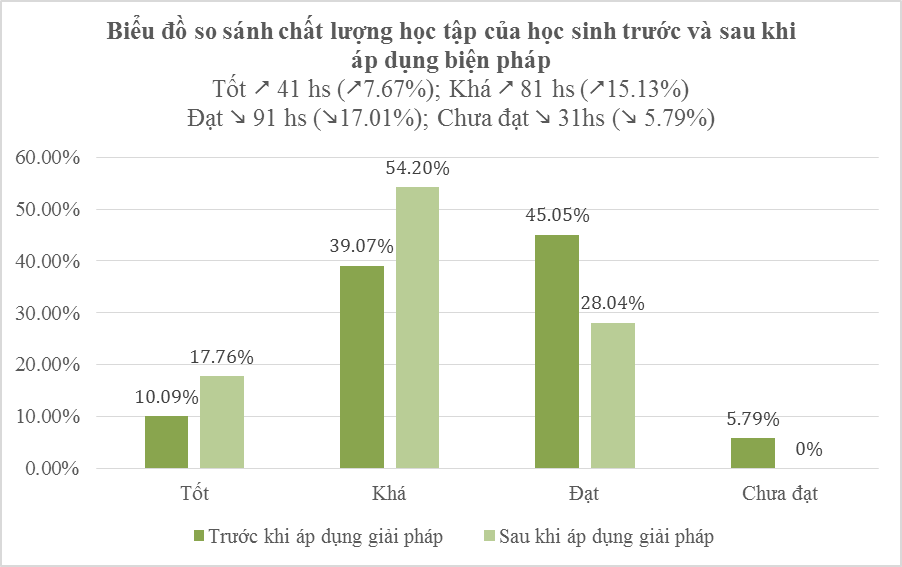 Biểu đồ so sánh chất lượng học tập của học sinh trước và sau khi
áp dụng biện pháp
Tốt ↗ 41 hs (↗7.67%); Khá ↗ 81 hs (↗15.13%)
Đạt ↘ 91 hs (↘17.01%); Chưa đạt ↘ 31hs (↘ 5.79%)
60.00%
50.00%
40.00%
30.00%
20.00%
10.00%
0.00%
10.09%
17.76%
39.07%
54.20%
45.05%
28.04%
5.79%
0%
Tốt
Khá
Đạt
Chưa đạt
Trước khi áp dụng giải pháp
Sau khi áp dụng giải pháp